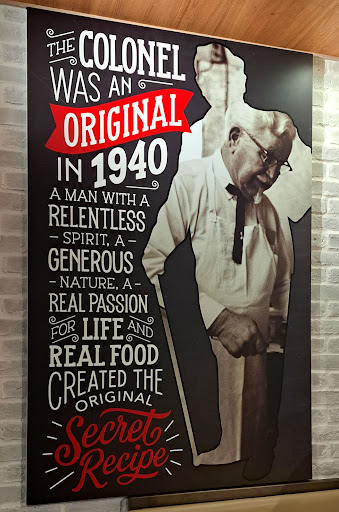 THE COLONEL
WAS AN
ORIGINAL
IN 1940
A MAN WITH A
RELENTLESS
– SPIRIT, A –
GENEROUS
– NATURE, A –
REAL PASSION
FOR LIFE AND
REAL FOOD
CREATED THE
ORIGINAL
Secret
Recipe